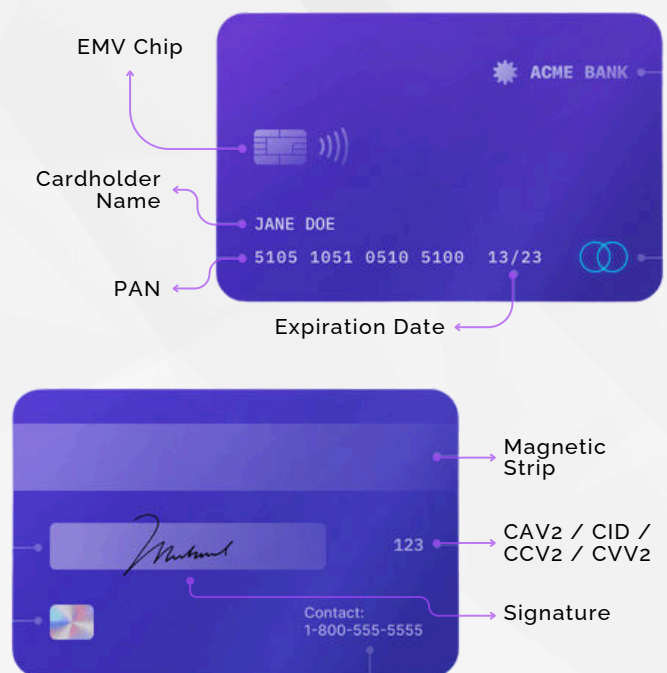 EMV Chip
ACME BANK
Cardholder
Name
JANE DOE
5105 1051 0510 5100 13/23
PAN
Expiration Date
Magnetic
Strip
123
CAV2 / CID /
CCV2 / CVV2
Signature
Contact:
1-800-555-5555